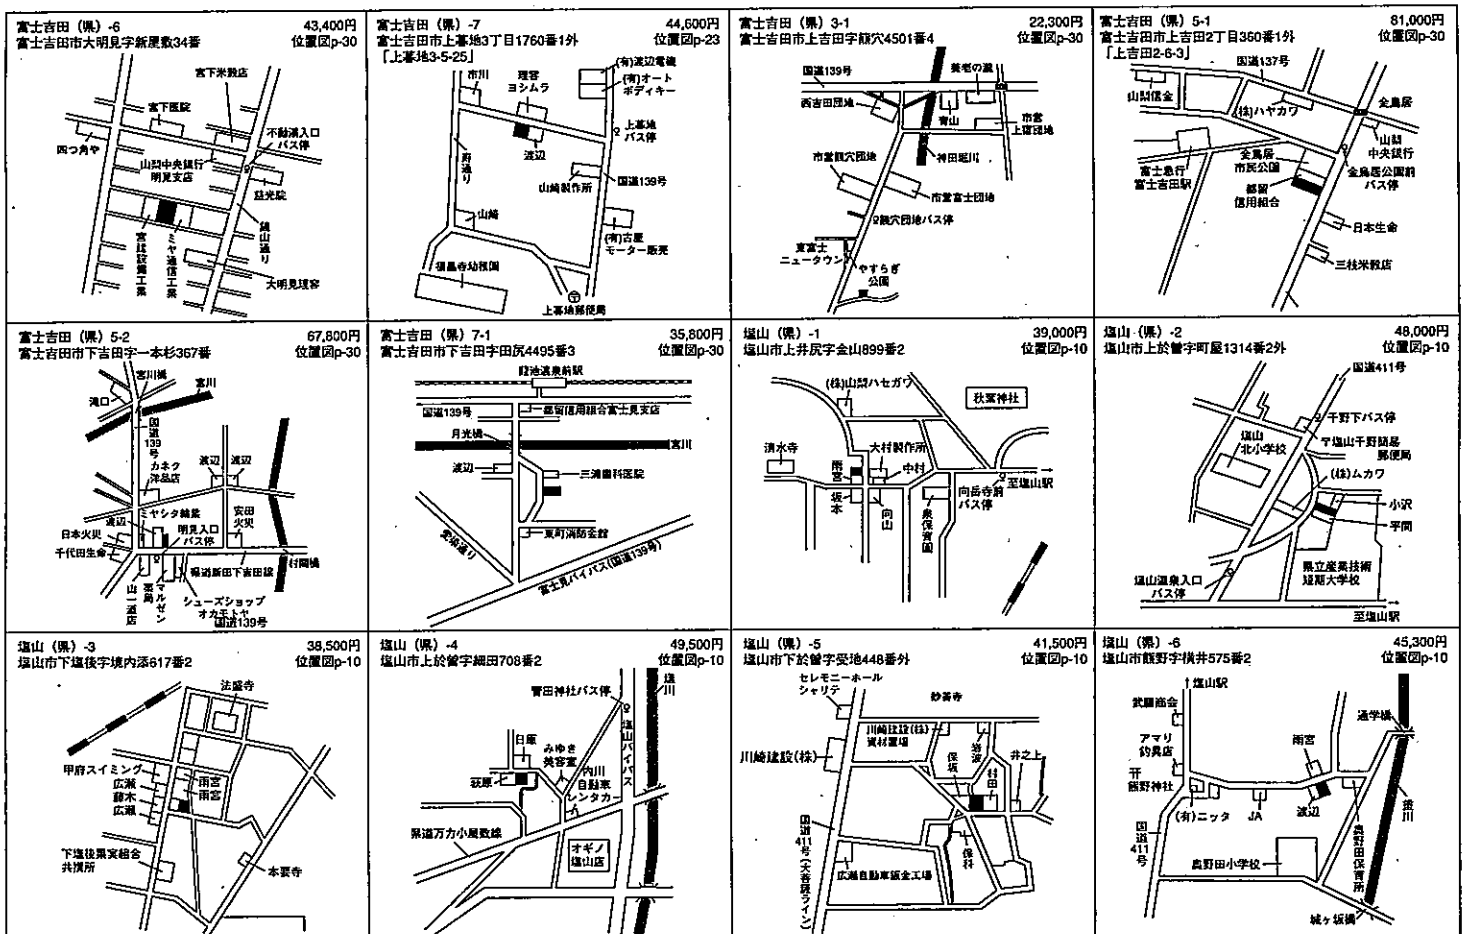 富士吉田（県）-6 43,400円
富士吉田市大明見字新屋敷34番 位置図p-30
宮下米穀店
宮下医院
不動湯入口
バス停
四つ角や
山梨中央銀行
明見支店
益光院
鏡山通り
宮建設備工業
ミヤ通信工業
大明見理容
富士吉田（県）-7 44,600円
富士吉田市上暮地3丁目1760番1外 位置図p-23
「上暮地3-5-25」
市川
理容
ヨシムラ
(有)渡辺電機
(有)オート
ボディキー
上暮地
バス停
渡辺
山崎製作所
国道139号
山崎
(有)古屋
モーター販売
福昌寺幼稚園
上暮地郵便局
富士吉田（県）3-1 22,300円
富士吉田市上吉田字熊穴4501番4 位置図p-30
国道139号
養老の瀧
西吉田団地
青山
市営
上宿団地
神田堀川
市営熊穴団地
市営富士団地
熊穴団地バス停
東富士
ニュータウン
やすらぎ
公園
富士吉田（県）5-1 81,000円
富士吉田市上吉田2丁目360番1外 位置図p-30
「上吉田2-6-3」
国道137号
山梨信金
(株)ハヤカワ
金鳥居
山梨
中央銀行
金鳥居
市民公園
富士急行
富士吉田駅
金鳥居公園前
バス停
都留
信用組合
日本生命
三枝米穀店
富士吉田（県）5-2 67,800円
富士吉田市下吉田字一本杉367番 位置図p-30
宮川橋
宮川
滝口
国道139号
カネク
洋品店
渡辺
渡辺
ミヤシタ
渡辺
明見入口
バス停
安田
火災
日本火災
千代田生命
県道新田下吉田線
村岡橋
山一酒店
薬局
マルゼン
シューズショップ
オカモトヤ
国道139号
富士吉田（県）7-1 35,800円
富士吉田市下吉田字田尻4495番3 位置図p-30
葭池温泉前駅
国道139号
都留信用組合富士見支店
月光橋
宮川
渡辺
三浦歯科医院
東町消防会館
富士見バイパス(国道139号)
塩山（県）-1 39,000円
塩山市上井尻字金山899番2 位置図p-10
(株)山梨ハセガワ
秋葉神社
清水寺
雨宮
大村製作所
中村
坂本
向山
泉保育園
向岳寺前
バス停
至塩山駅
塩山（県）-2 48,000円
塩山市上於曽字町屋1314番2外 位置図p-10
国道411号
千野下バス停
〒塩山千野簡易
郵便局
塩山
北小学校
(株)ムカワ
小沢
平間
塩山温泉入口
バス停
県立産業技術
短期大学校
至塩山駅
塩山（県）-3 38,500円
塩山市下塩後字境内添617番2 位置図p-10
法盛寺
甲府スイミング
広瀬
藤木
広瀬
雨宮
雨宮
下塩後果実組合
共撰所
本要寺
塩山（県）-4 49,500円
塩山市上於曽字細田708番2 位置図p-10
菅田神社バス停
塩川
塩山バイパス
日原
荻原
みゆき
美容室
内川
自動車
レンタカー
県道万力小屋敷線
オギノ
塩山店
塩山（県）-5 41,500円
塩山市下於曽字受地448番外 位置図p-10
セレモニーホール
シャリテ
妙善寺
川崎建設(株)
川崎建設(株)
資材置場
岩波
保坂
村田
井之上
保科
広瀬自動車鈑金工場
国道411号(大菩薩ライン)
塩山（県）-6 45,300円
塩山市熊野字横井575番2 位置図p-10
↑塩山駅
武藤商会
アマリ
釣具店
熊野神社
(有)ニッタ
JA
雨宮
渡辺
通学橋
奥野田保育所
国道411号
奥野田小学校
城ヶ坂橋